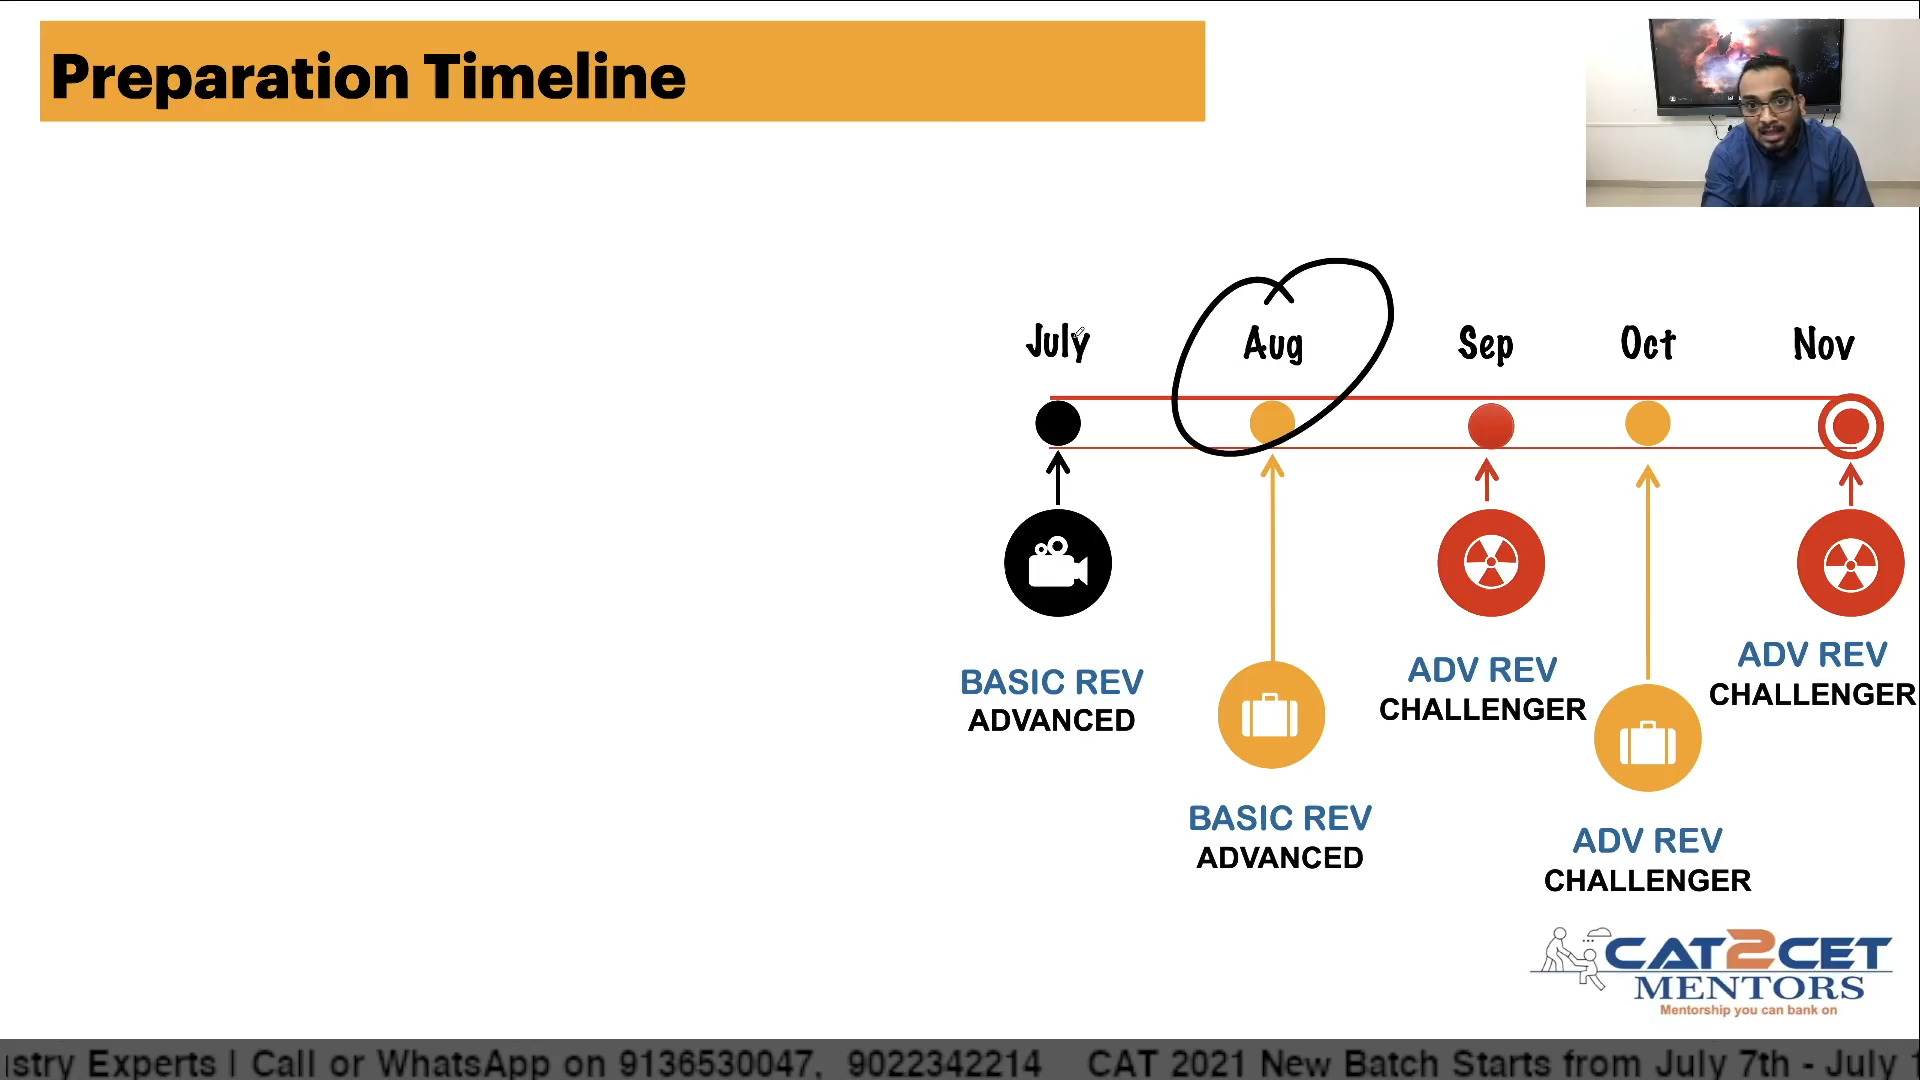 Preparation Timeline
July Aug Sep Oct Nov
BASIC REV
ADVANCED
BASIC REV
ADVANCED
ADV REV
CHALLENGER
ADV REV
CHALLENGER
ADV REV
CHALLENGER
CAT2CET
MENTORS
Mentorship you can bank on
Experts | Call or WhatsApp on 9136530047, 9022342214 CAT 2021 New Batch Starts from July 7th - July